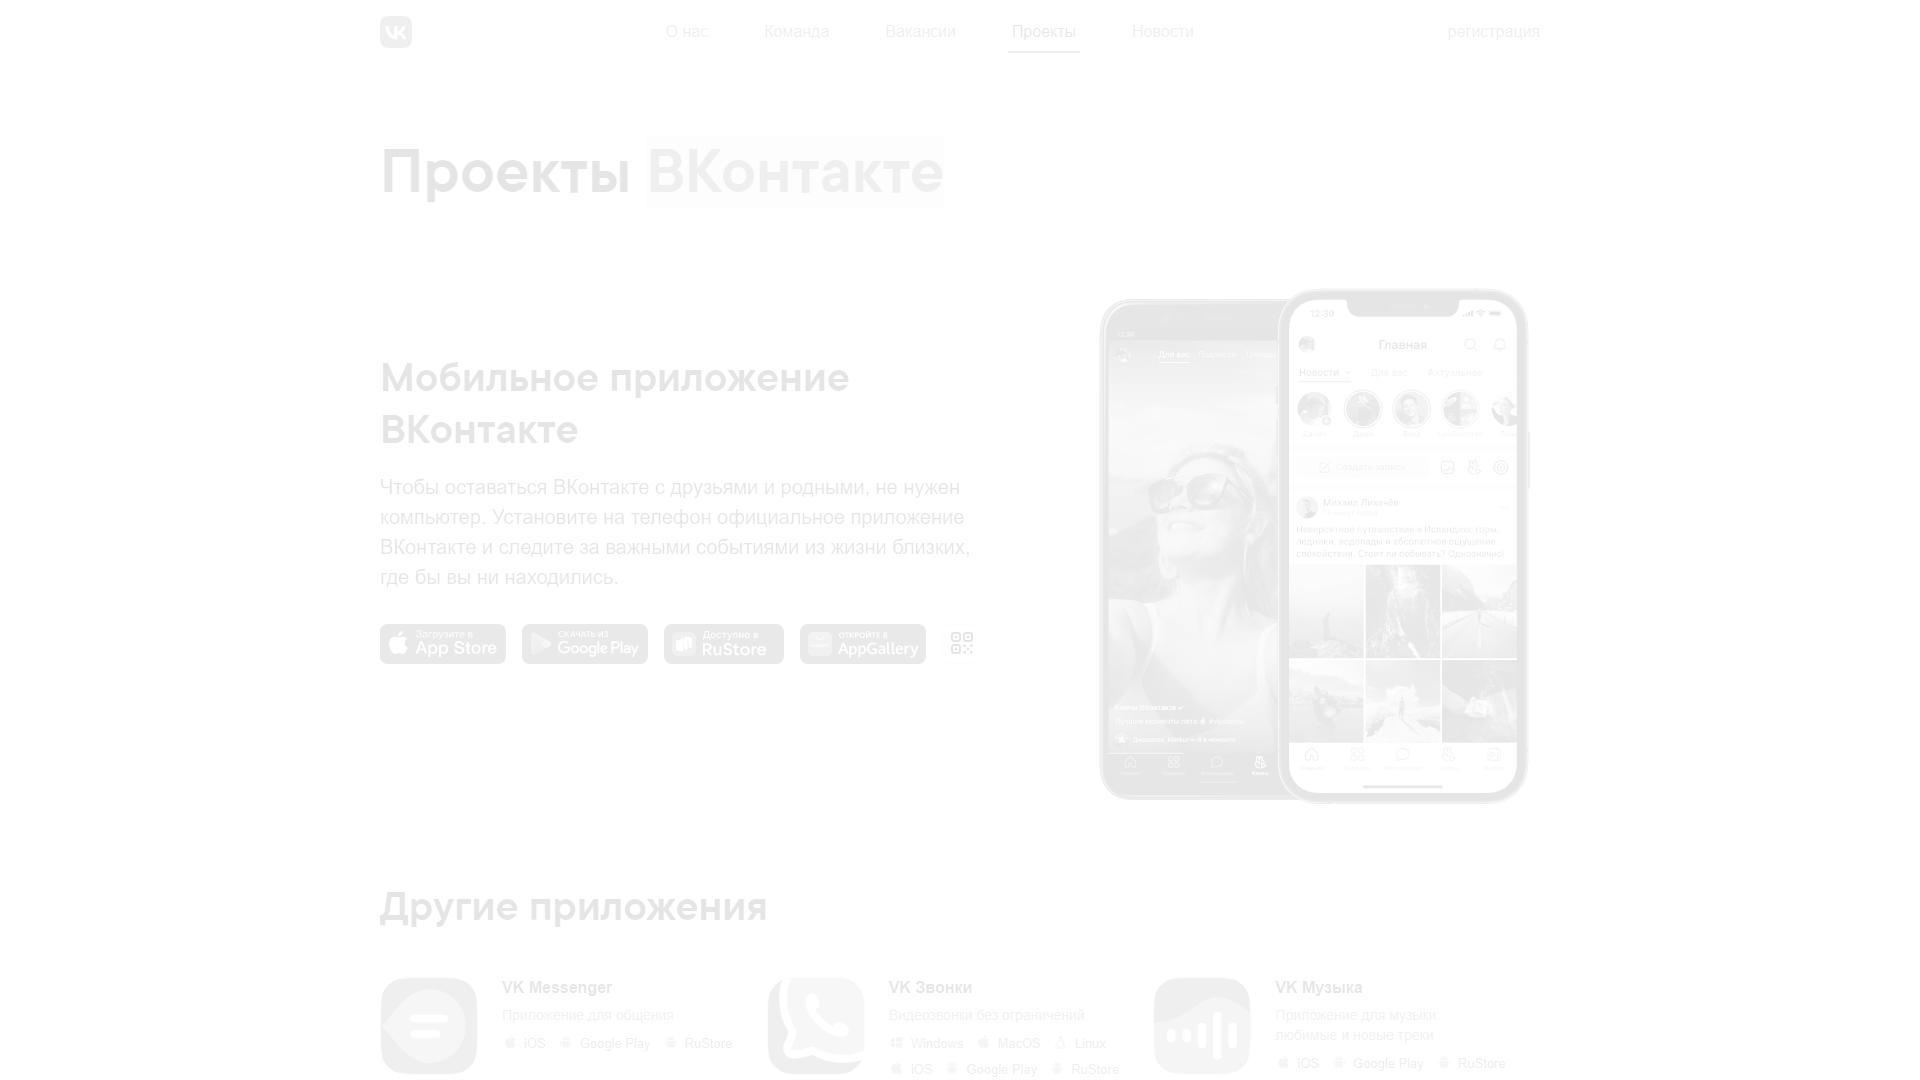 О нас
Команда
Вакансии
Проекты
Новости
регистрация
Проекты ВКонтакте
Мобильное приложение
ВКонтакте
Чтобы оставаться ВКонтакте с друзьями и родными, не нужен
компьютер. Установите на телефон официальное приложение
ВКонтакте и следите за важными событиями из жизни близких,
где бы вы ни находились.
Загрузите в
App Store
СКАЧАТЬ ИЗ
Google Play
Доступно в
RuStore
ОТКРОЙТЕ В
AppGallery
12:30
Для вас
12:30
Главная
Новости
Для вас
Актуальное
Создать запись
Михаил Лихачёв
Невероятное путешествие в Исландию: горы,
ледники, водопады и абсолютное ощущение
спокойствия. Стоит ли побывать? Однозначно!
Другие приложения
VK Messenger
Приложение для общения
iOS
Google Play
RuStore
VK Звонки
Видеозвонки без ограничений
Windows
MacOS
Linux
iOS
Google Play
RuStore
VK Музыка
Приложение для музыки:
любимые и новые треки
iOS
Google Play
RuStore